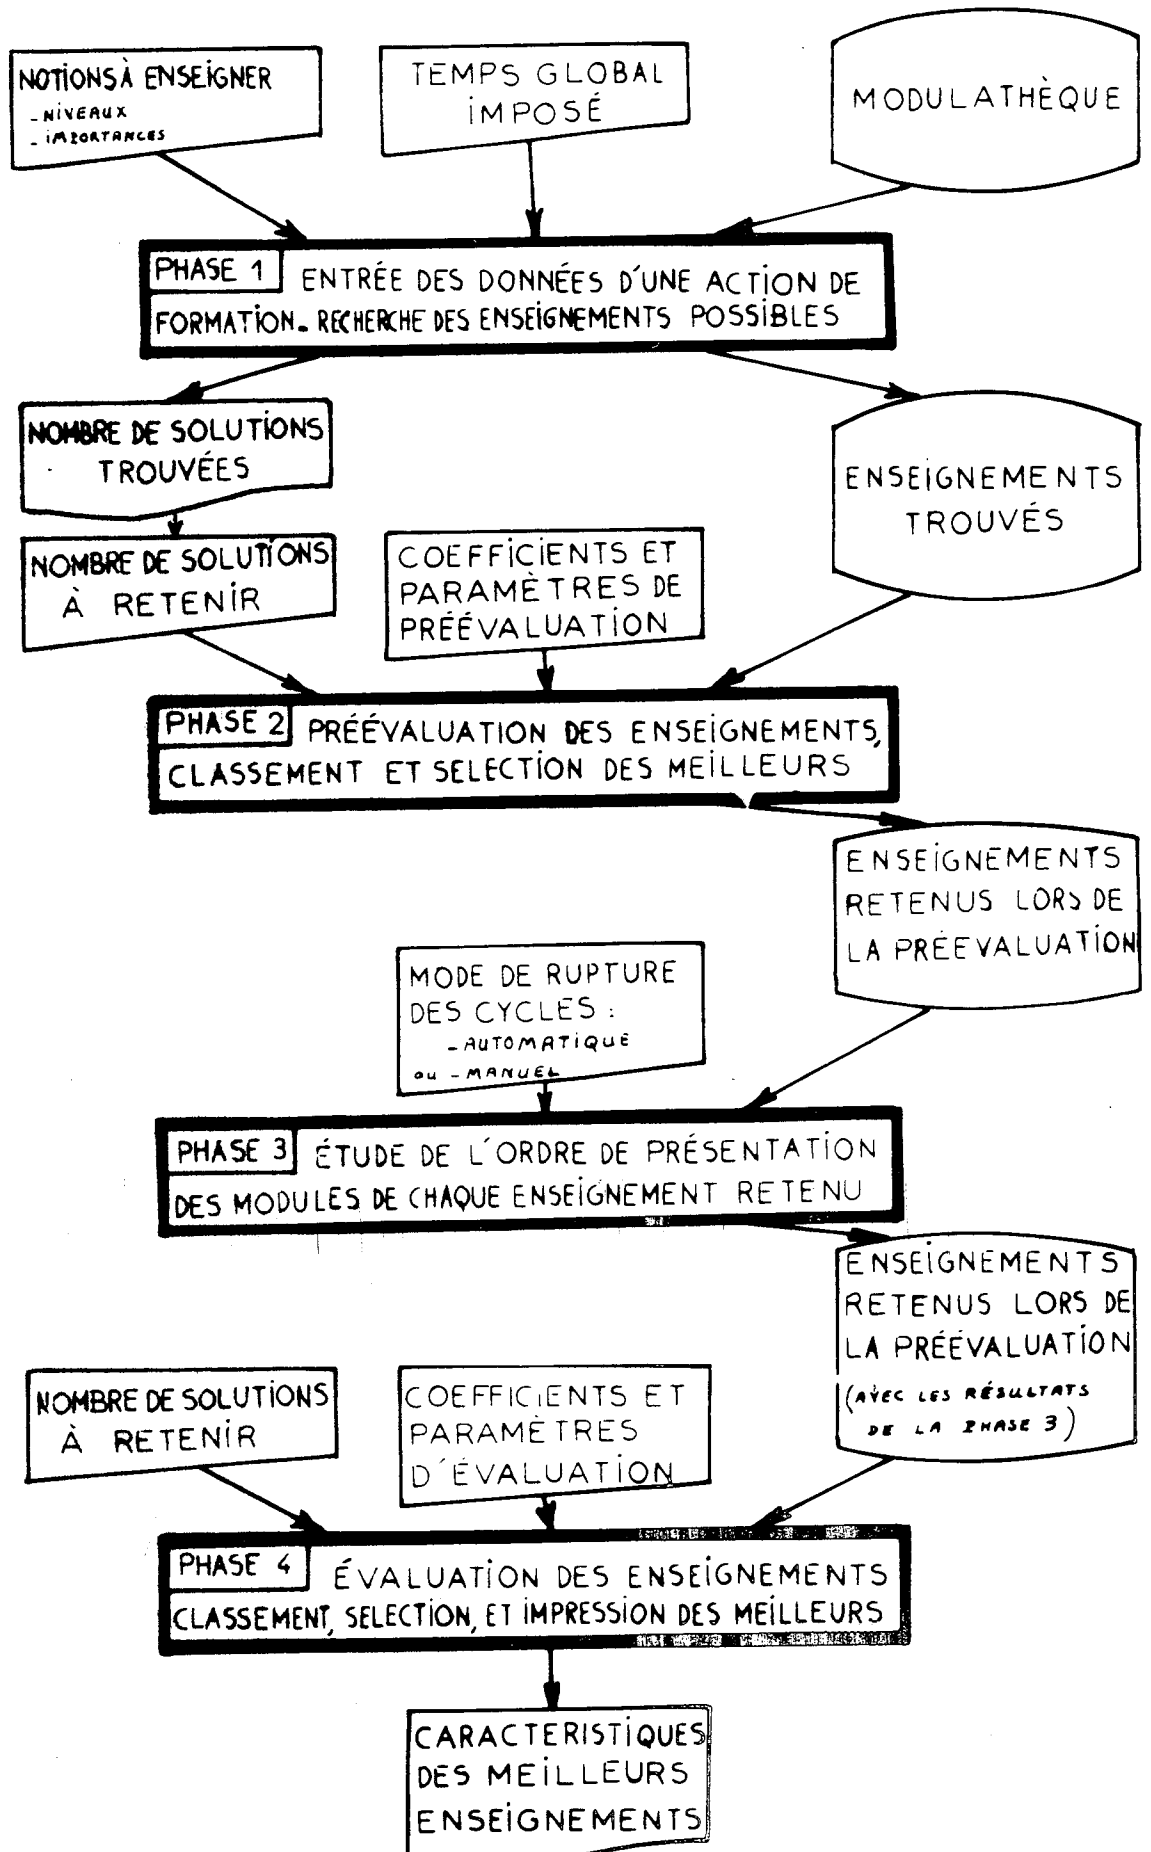 NOTIONS À ENSEIGNER
- NIVEAUX
- IMPORTANCES
TEMPS GLOBAL
IMPOSÉ
MODULATHÈQUE
PHASE 1 ENTRÉE DES DONNÉES D'UNE ACTION DE
FORMATION. RECHERCHE DES ENSEIGNEMENTS POSSIBLES
NOMBRE DE SOLUTIONS
TROUVÉES
ENSEIGNEMENTS
TROUVÉS
NOMBRE DE SOLUTIONS
À RETENIR
COEFFICIENTS ET
PARAMÈTRES DE
PRÉÉVALUATION
PHASE 2 PRÉÉVALUATION DES ENSEIGNEMENTS,
CLASSEMENT ET SELECTION DES MEILLEURS
ENSEIGNEMENTS
RETENUS LORS DE
LA PRÉEVALUATION
MODE DE RUPTURE
DES CYCLES :
- AUTOMATIQUE
ou - MANUEL
PHASE 3 ÉTUDE DE L'ORDRE DE PRÉSENTATION
DES MODULES DE CHAQUE ENSEIGNEMENT RETENU
ENSEIGNEMENTS
RETENUS LORS DE
LA PRÉÉVALUATION
(AVEC LES RÉSULTATS
DE LA PHASE 3)
NOMBRE DE SOLUTIONS
À RETENIR
COEFFICIENTS ET
PARAMÈTRES
D'ÉVALUATION
PHASE 4 ÉVALUATION DES ENSEIGNEMENTS
CLASSEMENT, SELECTION, ET IMPRESSION DES MEILLEURS
CARACTERISTIQUES
DES MEILLEURS
ENSEIGNEMENTS